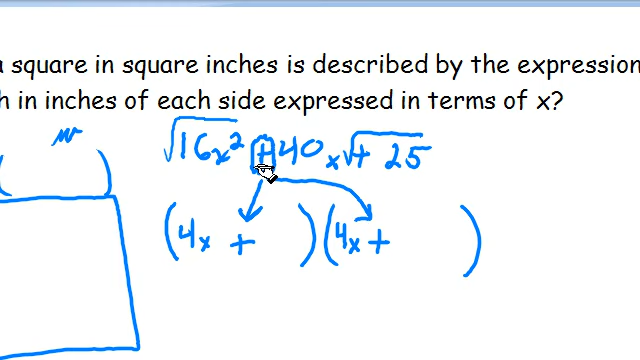 a square in square inches is described by the expression
h in inches of each side expressed in terms of x?
√16x² + 40x √+ 25
(4x + )(4x + )